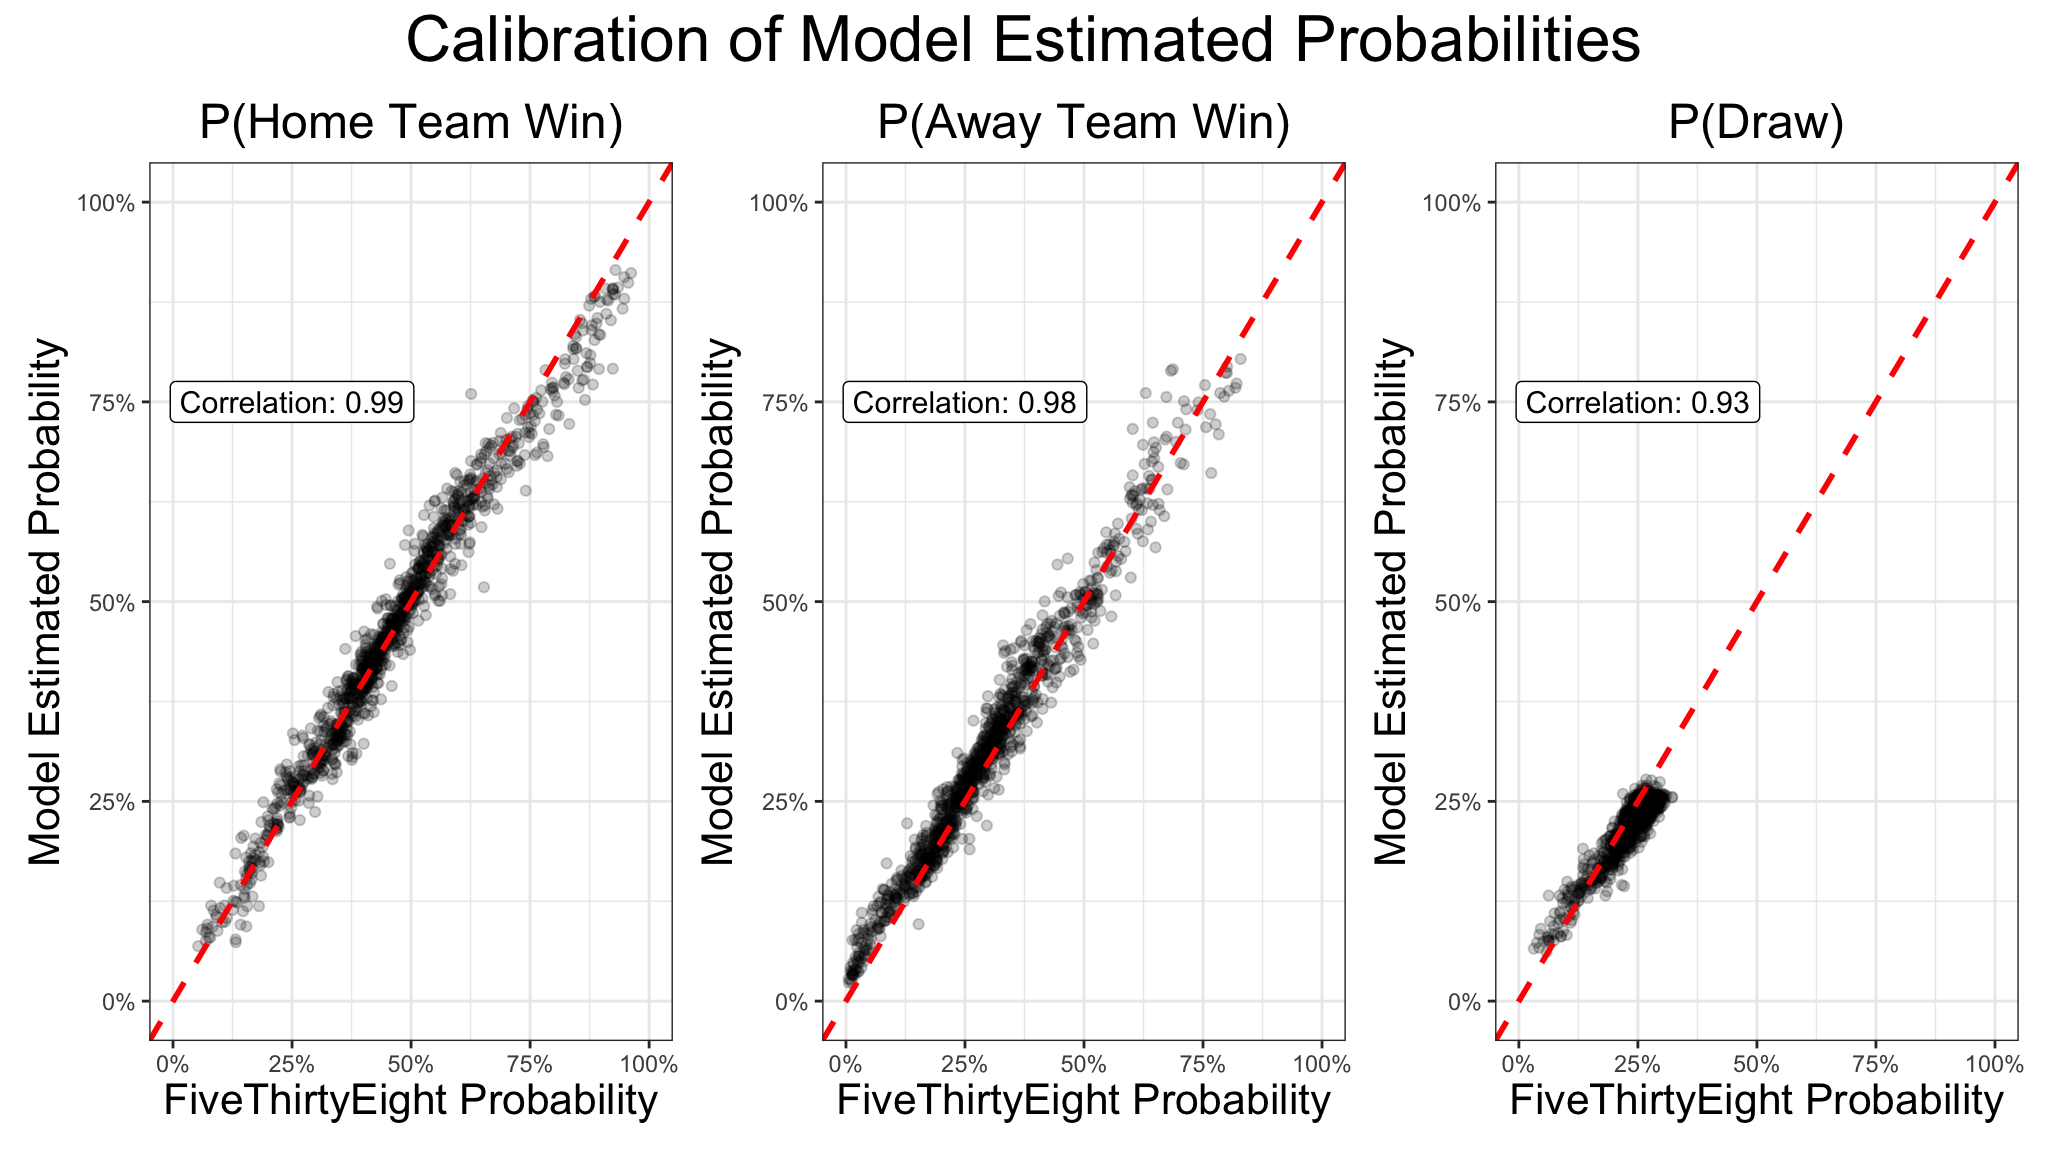 Calibration of Model Estimated Probabilities
P(Home Team Win)
Model Estimated Probability
100%
75%
50%
25%
0%
Correlation: 0.99
0% 25% 50% 75% 100%
FiveThirtyEight Probability
P(Away Team Win)
Model Estimated Probability
100%
75%
50%
25%
0%
Correlation: 0.98
0% 25% 50% 75% 100%
FiveThirtyEight Probability
P(Draw)
Model Estimated Probability
100%
75%
50%
25%
0%
Correlation: 0.93
0% 25% 50% 75% 100%
FiveThirtyEight Probability